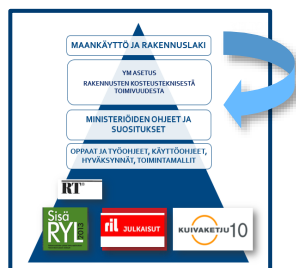 MAANKÄYTTÖ JA RAKENNUSLAKI
YM ASETUS
RAKENNUSTEN KOSTEUSTEKNISESTÄ
TOIMIVUUDESTA
MINISTERIÖIDEN OHJEET JA
SUOSITUKSET
OPPAAT JA TYÖOHJEET, KÄYTTÖOHJEET,
HYVÄKSYNNÄT, TOIMINTAMALLIT
RT
Sisä
RYL
2013
ril JULKAISUT
KUIVAKETJU10